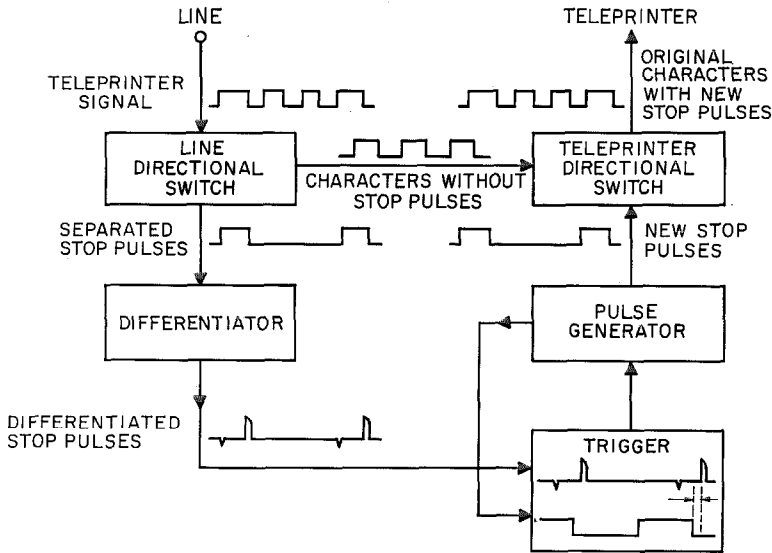 LINE
TELEPRINTER
TELEPRINTER
SIGNAL
ORIGINAL
CHARACTERS
WITH NEW
STOP PULSES
LINE
DIRECTIONAL
SWITCH
CHARACTERS WITHOUT
STOP PULSES
TELEPRINTER
DIRECTIONAL
SWITCH
SEPARATED
STOP PULSES
NEW STOP
PULSES
DIFFERENTIATOR
PULSE
GENERATOR
DIFFERENTIATED
STOP PULSES
TRIGGER